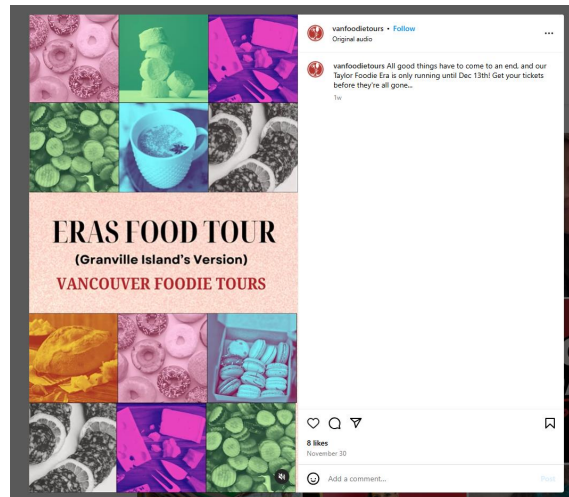 ERAS FOOD TOUR
(Granville Island's Version)
VANCOUVER FOODIE TOURS
vanfoodietours • Follow
Original audio
vanfoodietours All good things have to come to an end, and our
Taylor Foodie Era is only running until Dec 13th! Get your tickets
before they're all gone...
1w
8 likes
November 30
Add a comment...
Post